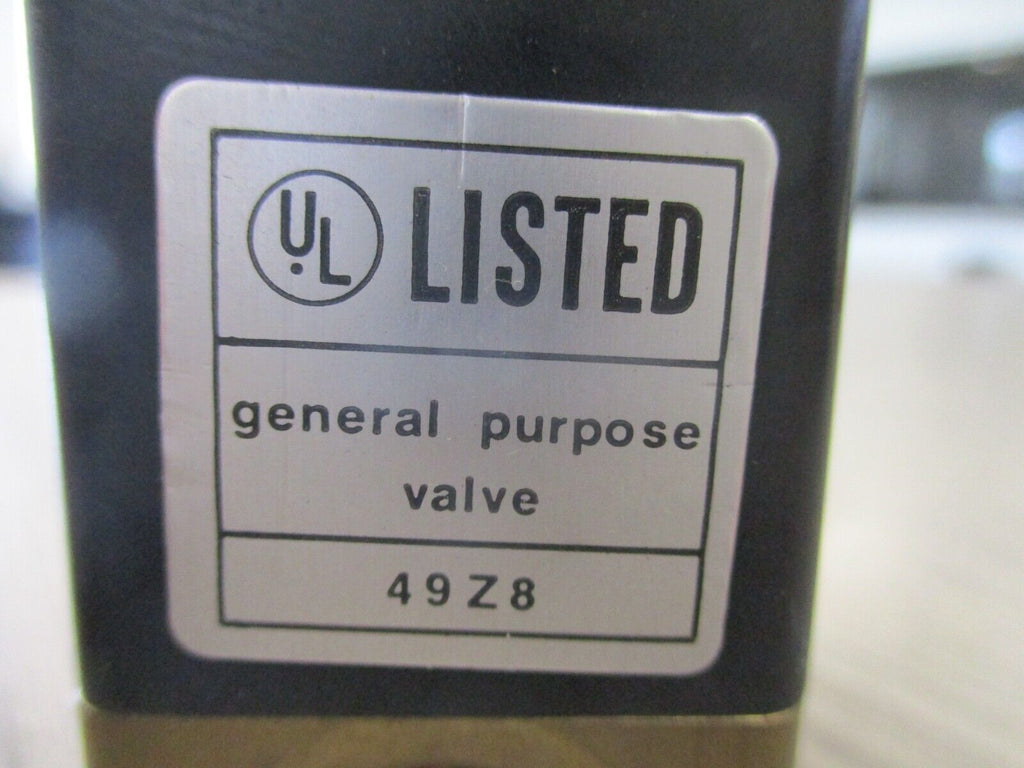 UL LISTED
general purpose
valve
49Z8